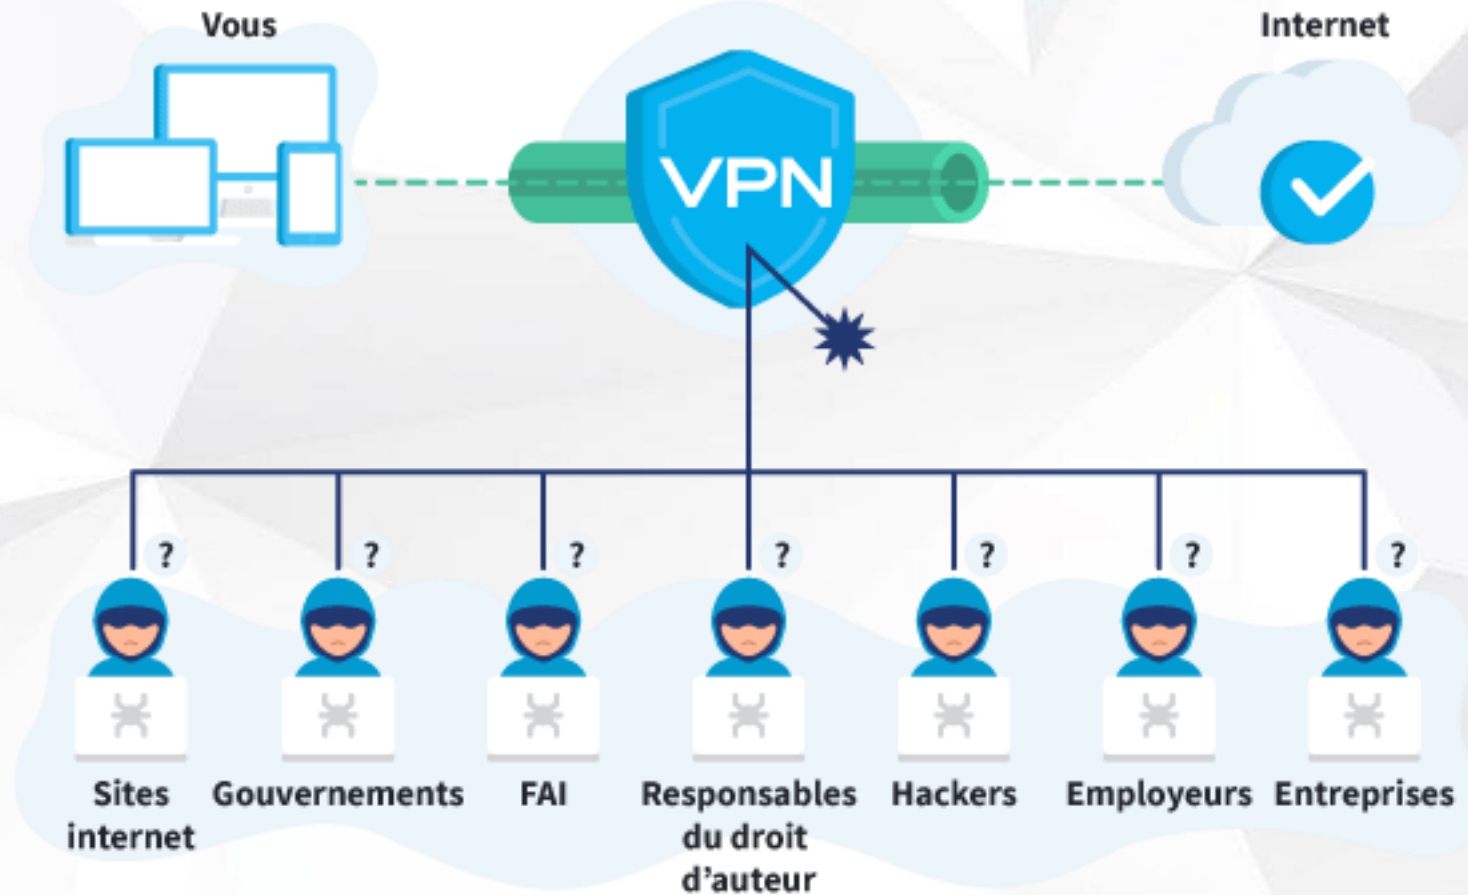 Vous
Internet
VPN
? ? ? ? ? ? ?
Sites Gouvernements FAI Responsables Hackers Employeurs Entreprises
internet du droit
d’auteur